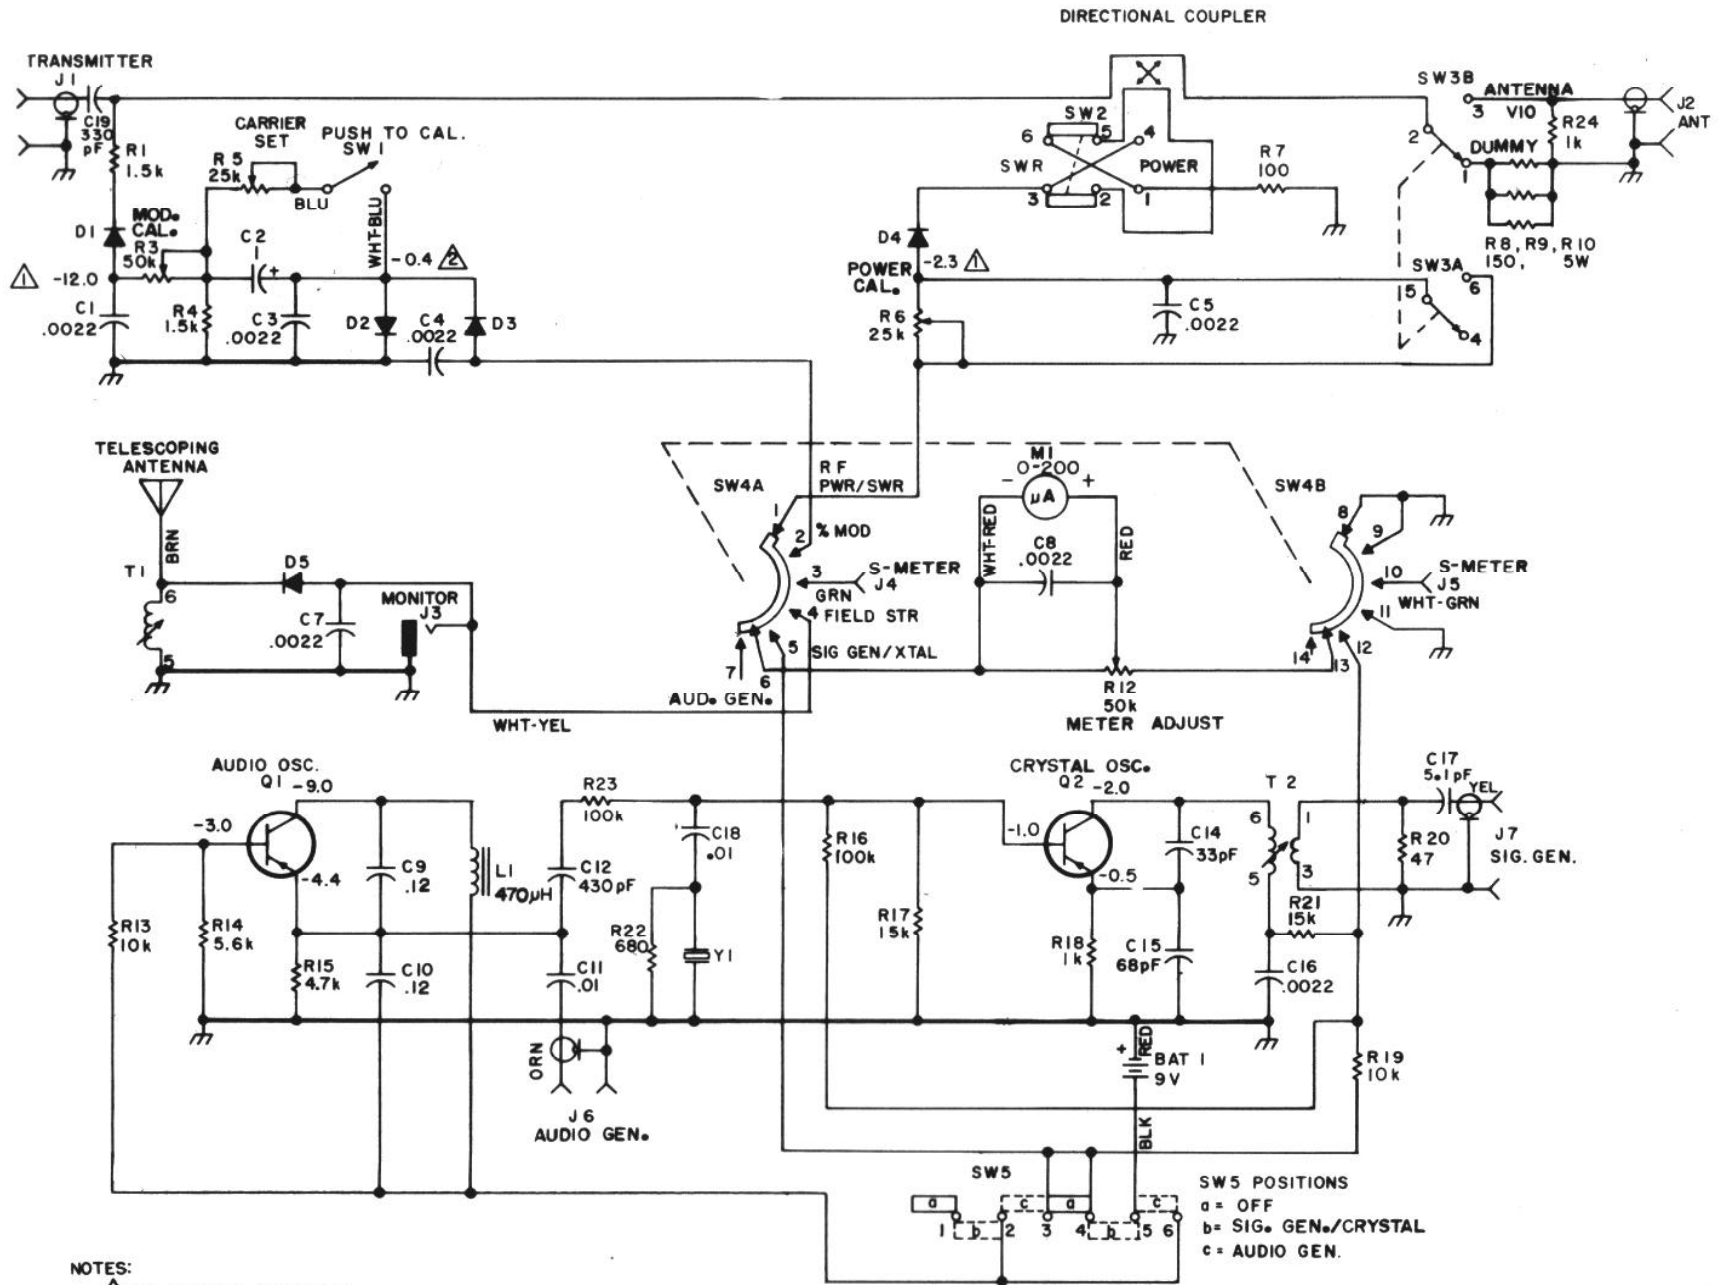 DIRECTIONAL COUPLER
TRANSMITTER
J1
C19
330
pF
R1
1.5k
CARRIER
SET
R5
25k
PUSH TO CAL.
SW1
BLU
WHT-BLU
MOD.
CAL.
R3
50k
D1
1
-12.0
C2
+
-0.4
2
C1
.0022
R4
1.5k
C3
.0022
D2
C4
.0022
D3
SW2
6
5
4
SWR
POWER
3
2
1
R7
100
D4
-2.3
1
POWER
CAL.
R6
25k
C5
.0022
SW3B
ANTENNA
3
V10
2
R24
1k
J2
ANT
DUMMY
1
R8, R9, R10
150, 5W
SW3A
5
6
4
TELESCOPING
ANTENNA
BRN
T1
6
5
D5
C7
.0022
MONITOR
J3
WHT-YEL
SW4A
RF
PWR/SWR
1
2
% MOD
3
S-METER
J4
GRN
4 FIELD STR
5
SIG GEN/XTAL
7
6
AUD. GEN.
M1
0-200
-
+
µA
WHT-RED
RED
C8
.0022
R12
50k
METER ADJUST
SW4B
8
9
10
S-METER
J5
WHT-GRN
11
12
14
13
AUDIO OSC.
Q1
-9.0
-3.0
-4.4
R13
10k
R14
5.6k
R15
4.7k
C9
.12
C10
.12
L1
470µH
R23
100k
C12
430pF
C11
.01
C18
.01
R22
680
Y1
ORN
J6
AUDIO GEN.
R16
100k
R17
15k
CRYSTAL OSC.
Q2
-2.0
-1.0
-0.5
R18
1k
C14
33pF
C15
68pF
T2
6
5
1
3
R21
15k
C16
.0022
C17
5.1pF
YEL
R20
47
J7
SIG. GEN.
+
RED
BAT 1
9V
BLK
R19
10k
SW5
a
c
a
c
1
b
2
3
4
b
5
6
SW5 POSITIONS
a = OFF
b= SIG. GEN./CRYSTAL
c = AUDIO GEN.
NOTES: